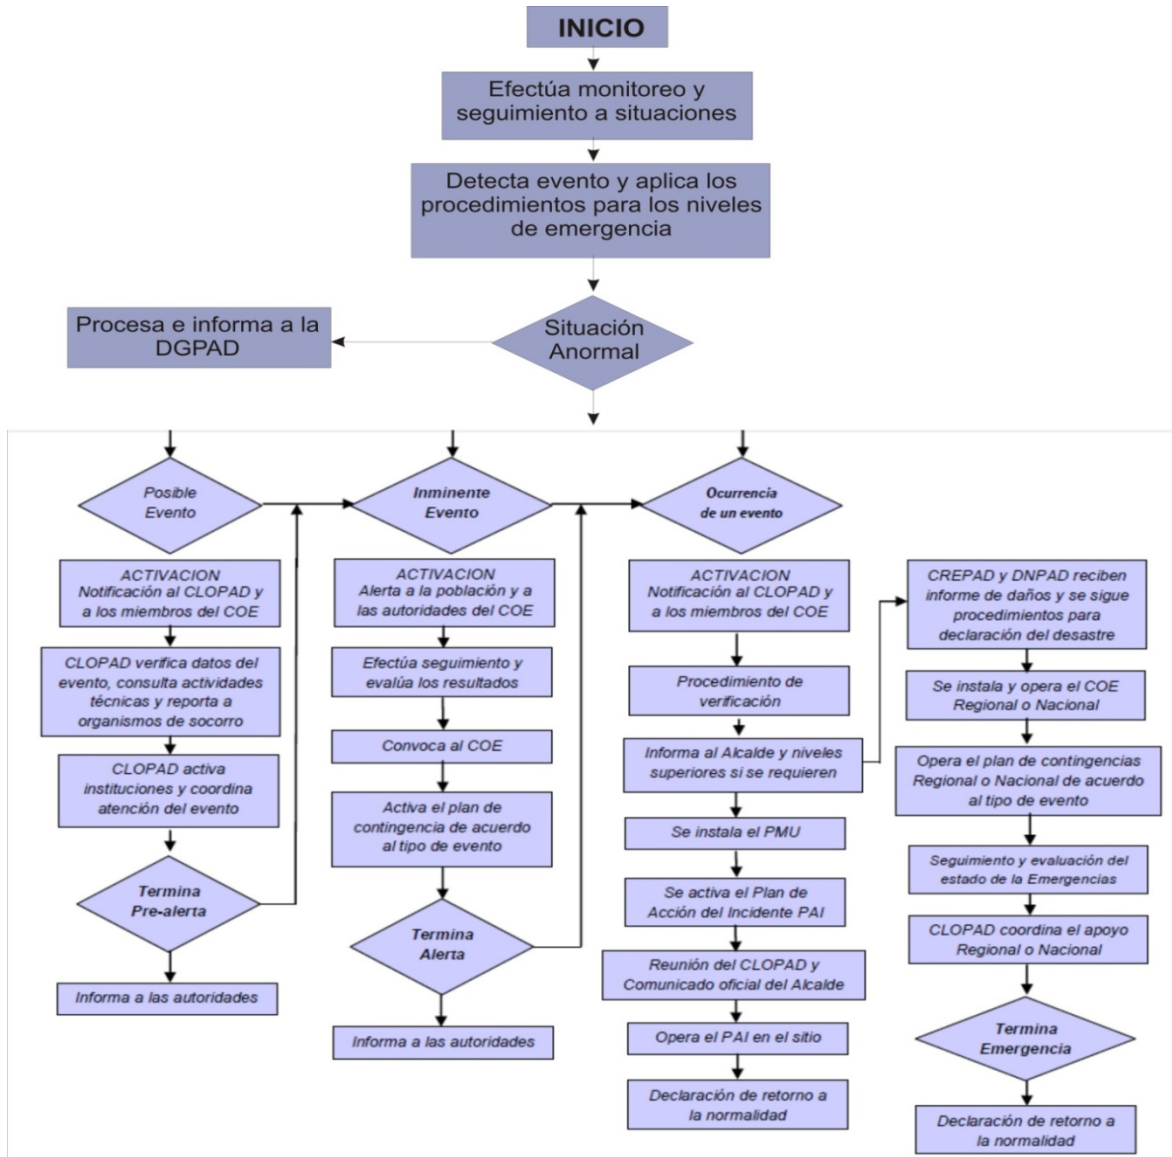 INICIO
Efectúa monitoreo y
seguimiento a situaciones
Detecta evento y aplica los
procedimientos para los niveles
de emergencia
Procesa e informa a la
DGPAD
Situación
Anormal
Posible
Evento
ACTIVACION
Notificación al CLOPAD y
a los miembros del COE
CLOPAD verifica datos del
evento, consulta actividades
técnicas y reporta a
organismos de socorro
CLOPAD activa
instituciones y coordina
atención del evento
Termina
Pre-alerta
Informa a las autoridades
Inminente
Evento
ACTIVACION
Alerta a la población y a
las autoridades del COE
Efectúa seguimiento y
evalúa los resultados
Convoca al COE
Activa el plan de
contingencia de acuerdo
al tipo de evento
Termina
Alerta
Informa a las autoridades
Ocurrencia
de un evento
ACTIVACION
Notificación al CLOPAD y
a los miembros del COE
Procedimiento de
verificación
Informa al Alcalde y niveles
superiores si se requieren
Se instala el PMU
Se activa el Plan de
Acción del Incidente PAI
Reunión del CLOPAD y
Comunicado oficial del Alcalde
Opera el PAI en el sitio
Declaración de retorno a
la normalidad
CREPAD y DNPAD reciben
informe de daños y se sigue
procedimientos para
declaración del desastre
Se instala y opera el COE
Regional o Nacional
Opera el plan de contingencias
Regional o Nacional de acuerdo
al tipo de evento
Seguimiento y evaluación del
estado de la Emergencias
CLOPAD coordina el apoyo
Regional o Nacional
Termina
Emergencia
Declaración de retorno a
la normalidad